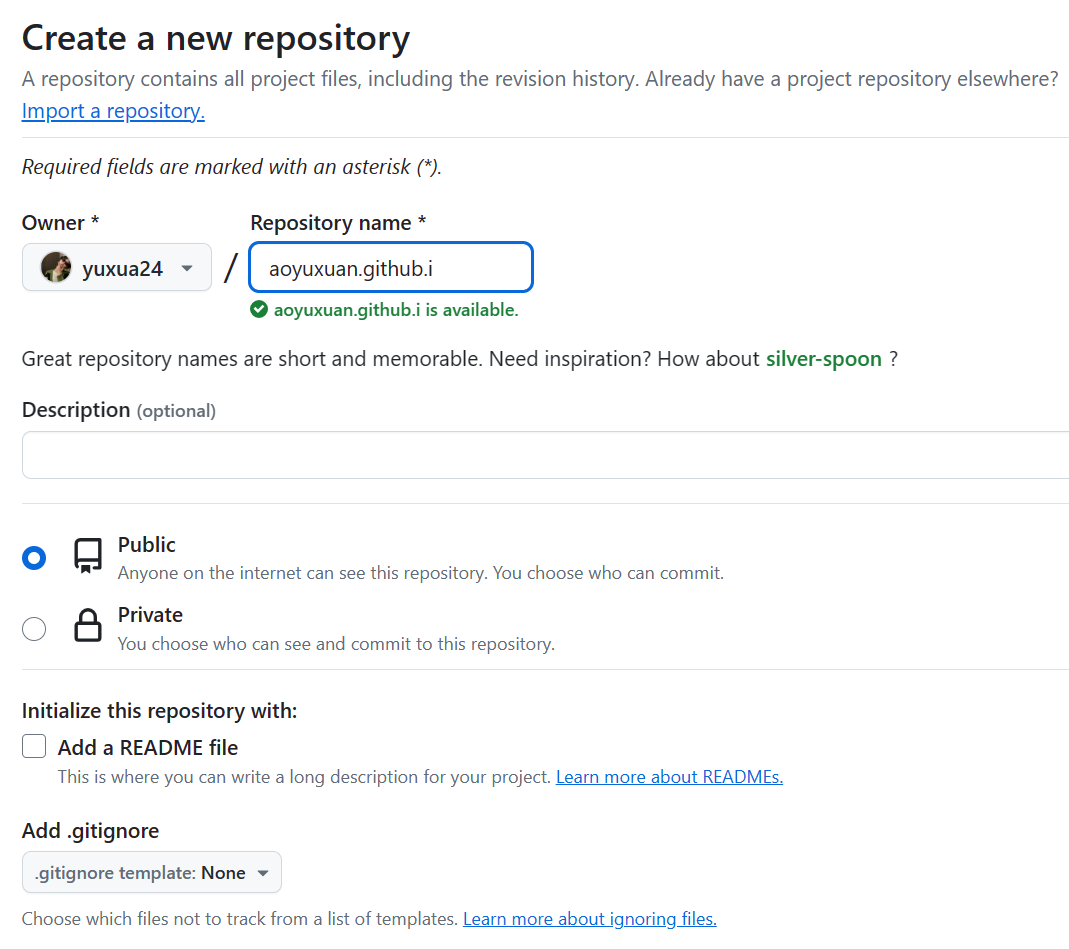 Create a new repository
A repository contains all project files, including the revision history. Already have a project repository elsewhere?
Import a repository.
Required fields are marked with an asterisk (*).
Owner * Repository name *
yuxua24 / aoyuxuan.github.i
aoyuxuan.github.i is available.
Great repository names are short and memorable. Need inspiration? How about silver-spoon ?
Description (optional)
Public
Anyone on the internet can see this repository. You choose who can commit.
Private
You choose who can see and commit to this repository.
Initialize this repository with:
Add a README file
This is where you can write a long description for your project. Learn more about READMEs.
Add .gitignore
.gitignore template: None
Choose which files not to track from a list of templates. Learn more about ignoring files.